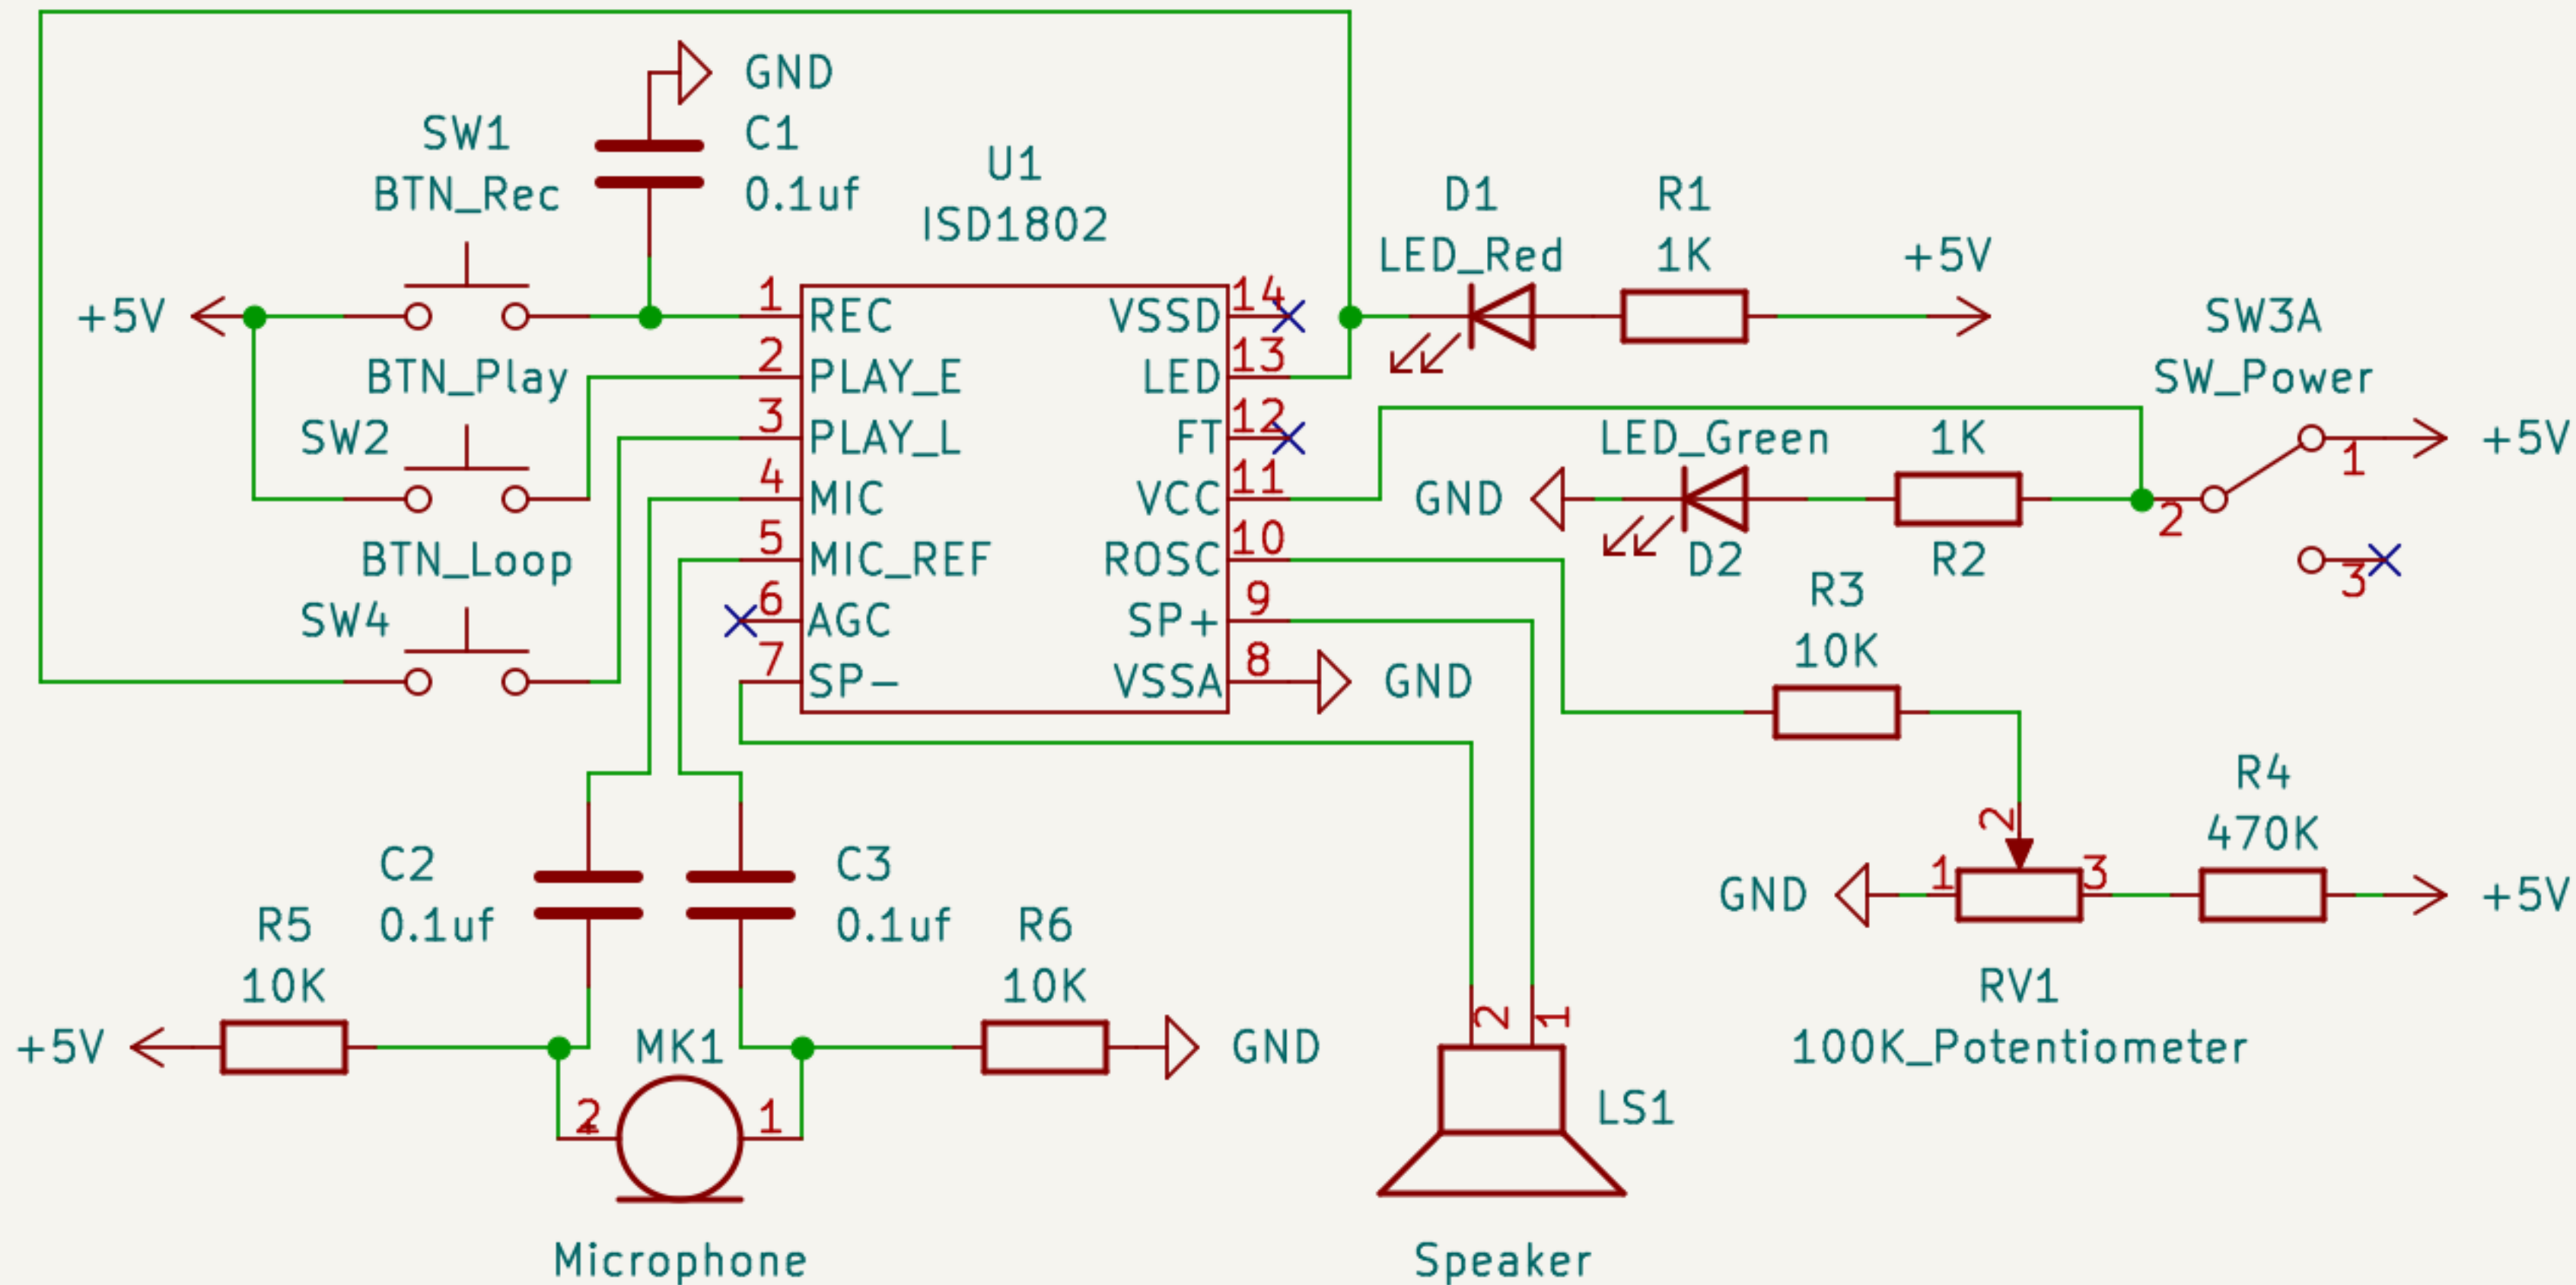 GND
SW1
BTN_Rec
C1
0.1uf
U1
ISD1802
D1
LED_Red
R1
1K
+5V
+5V
1
REC
VSSD
14
SW3A
SW_Power
BTN_Play
2
PLAY_E
LED
13
SW2
3
PLAY_L
FT
12
LED_Green
1K
1
+5V
4
MIC
VCC
11
GND
2
BTN_Loop
5
MIC_REF
ROSC
10
D2
R2
3
SW4
6
AGC
SP+
9
R3
10K
7
SP-
VSSA
8
GND
R4
470K
2
C2
0.1uf
C3
0.1uf
GND
1
3
+5V
R5
10K
R6
10K
RV1
100K_Potentiometer
+5V
MK1
GND
2
1
2
1
LS1
Microphone
Speaker